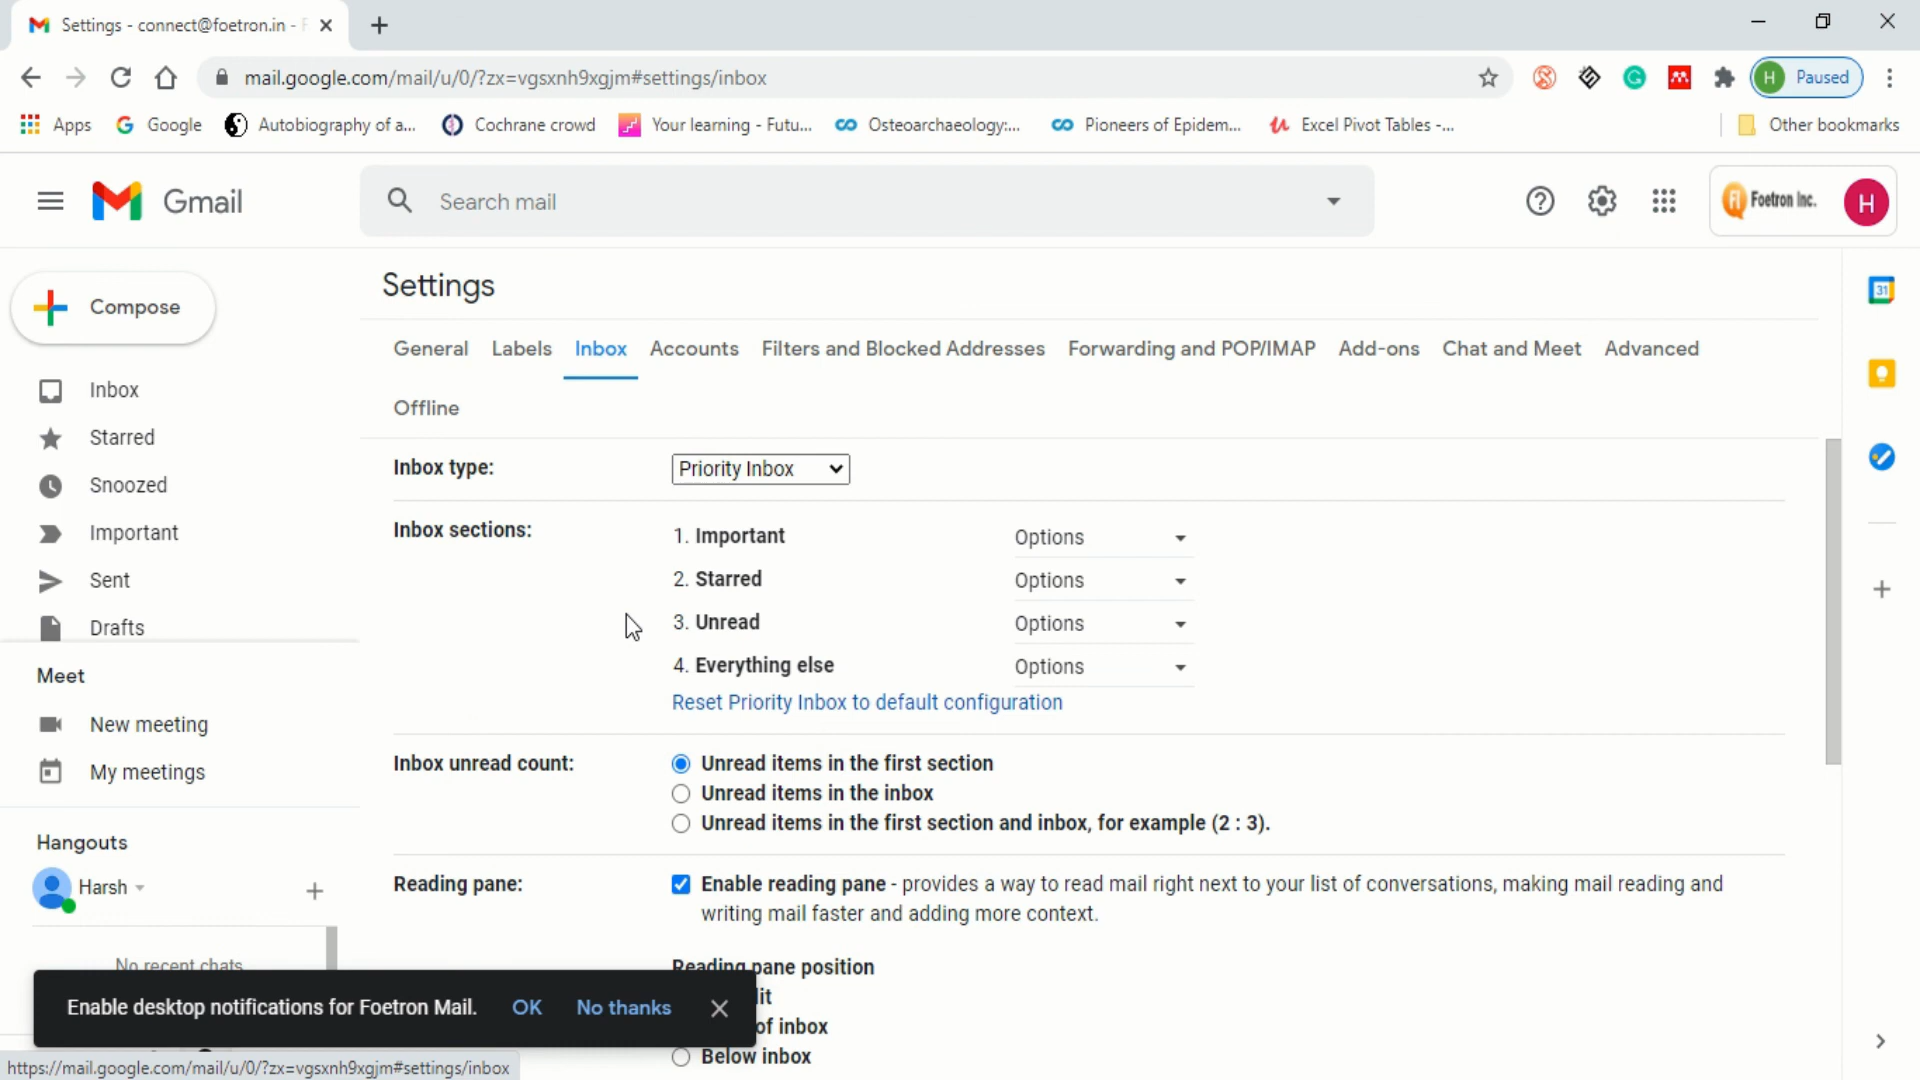 Settings - connect@foetron.in - F
mail.google.com/mail/u/0/?zx=vgsxnh9xgjm#settings/inbox
H Paused
Apps Google Autobiography of a... Cochrane crowd Your learning - Futu... Osteoarchaeology:... Pioneers of Epidem... Excel Pivot Tables -... Other bookmarks
Gmail
Search mail
Foetron Inc.
H
Compose
Inbox
Starred
Snoozed
Important
Sent
Drafts
Meet
New meeting
My meetings
Hangouts
Harsh
No recent chats
Settings
General Labels Inbox Accounts Filters and Blocked Addresses Forwarding and POP/IMAP Add-ons Chat and Meet Advanced
Offline
Inbox type: Priority Inbox
Inbox sections: 1. Important Options
2. Starred Options
3. Unread Options
4. Everything else Options
Reset Priority Inbox to default configuration
Inbox unread count: Unread items in the first section
Unread items in the inbox
Unread items in the first section and inbox, for example (2 : 3).
Reading pane: Enable reading pane - provides a way to read mail right next to your list of conversations, making mail reading and
writing mail faster and adding more context.
Reading pane position
lit
of inbox
Below inbox
Enable desktop notifications for Foetron Mail. OK No thanks
https://mail.google.com/mail/u/0/?zx=vgsxnh9xgjm#settings/inbox
31